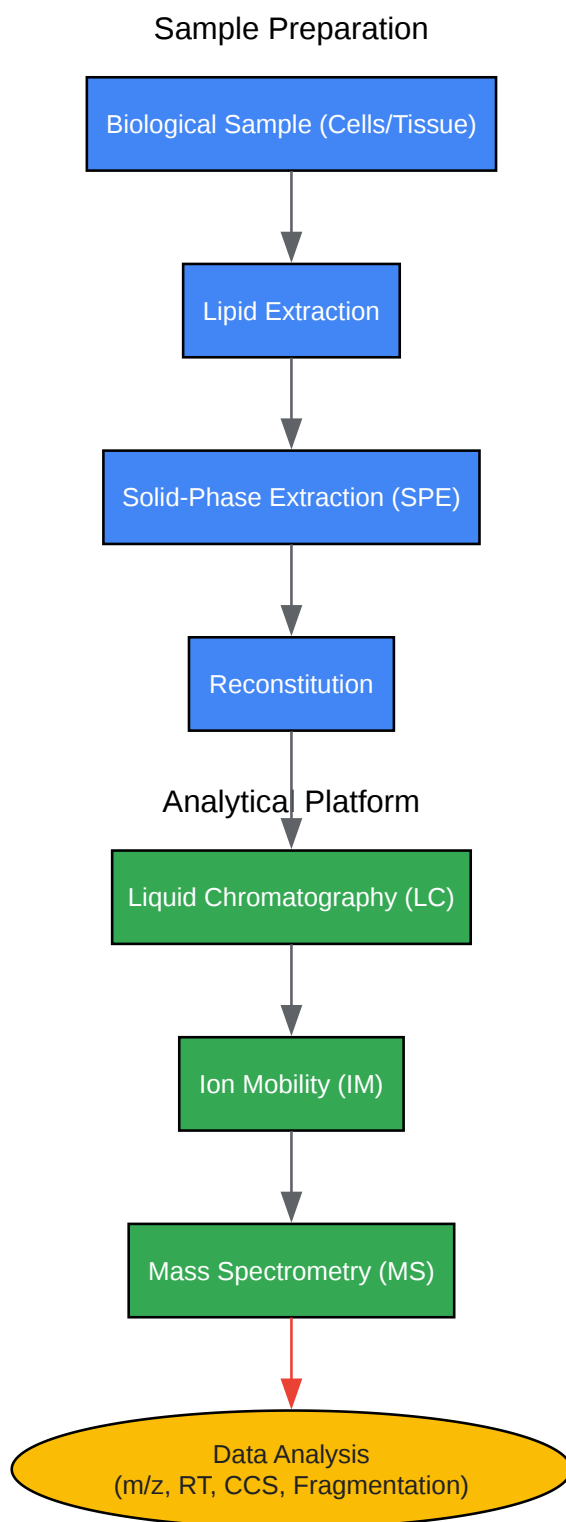 Sample Preparation
Biological Sample (Cells/Tissue)
Lipid Extraction
Solid-Phase Extraction (SPE)
Reconstitution
Analytical Platform
Liquid Chromatography (LC)
Ion Mobility (IM)
Mass Spectrometry (MS)
Data Analysis
(m/z, RT, CCS, Fragmentation)